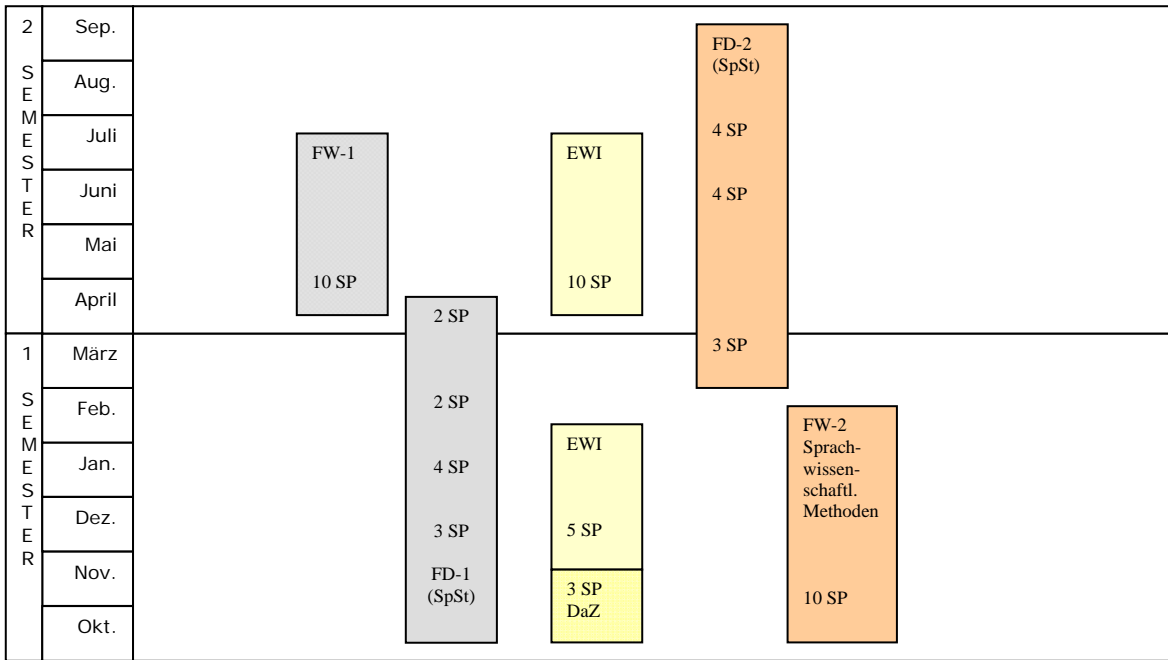 2
SEMESTER
Sep.
Aug.
Juli
Juni
Mai
April
1
SEMESTER
März
Feb.
Jan.
Dez.
Nov.
Okt.
FW-1
10 SP
2 SP
2 SP
4 SP
3 SP
FD-1
(SpSt)
EWI
10 SP
EWI
5 SP
3 SP
DaZ
FD-2
(SpSt)
4 SP
4 SP
3 SP
FW-2
Sprach-
wissen-
schaftl.
Methoden
10 SP